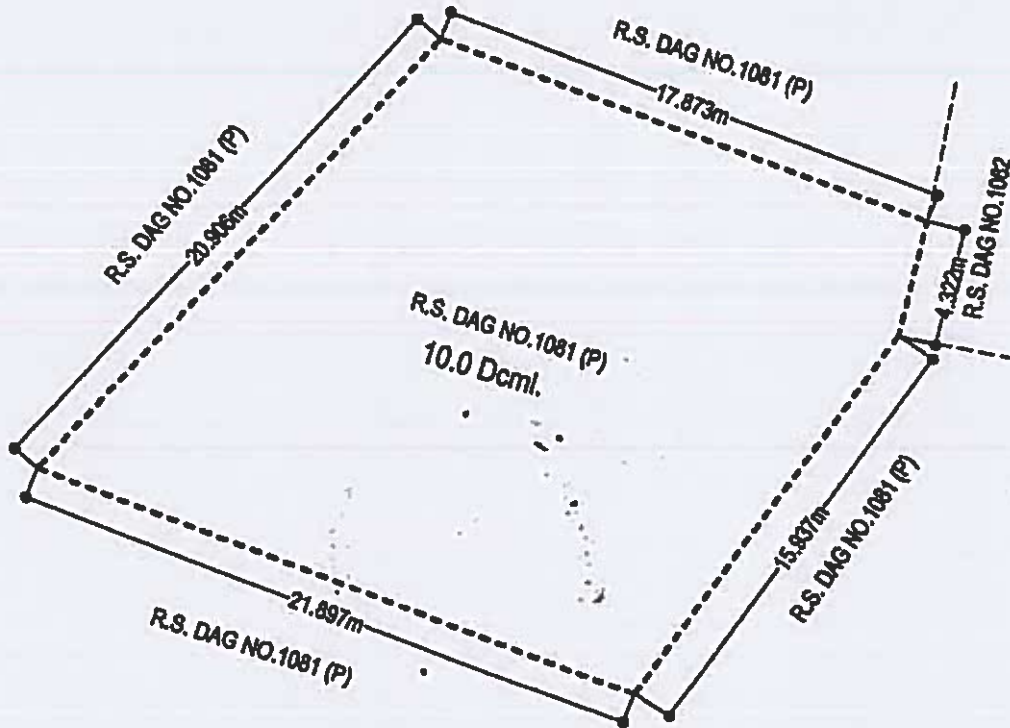 R.S. DAG NO.1081 (P)
17.873m
R.S. DAG NO.1081 (P)
20.906m
R.S. DAG NO.1082
4.322m
R.S. DAG NO.1081 (P)
10.0 Dcml.
15.937m
R.S. DAG NO.1081 (P)
21.897m
R.S. DAG NO.1081 (P)